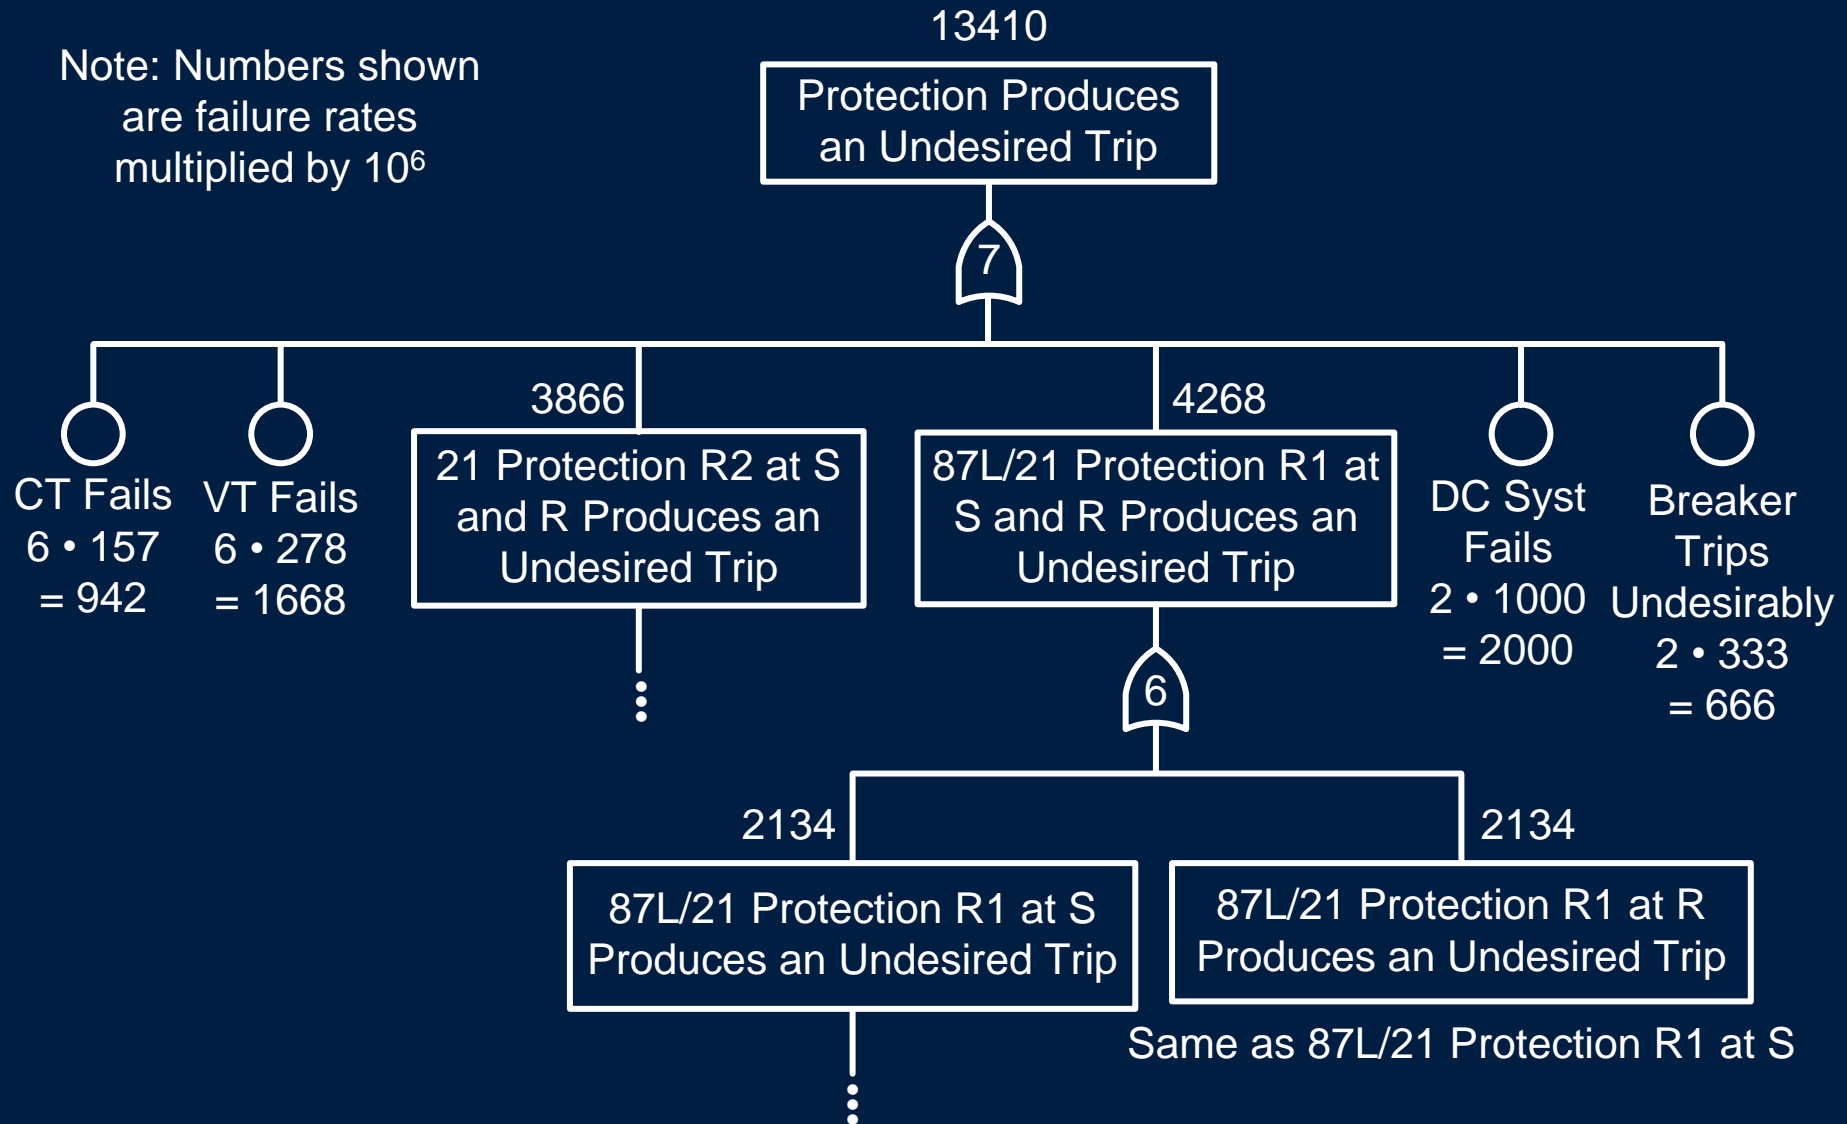 13410
Note: Numbers shown
are failure rates
multiplied by 10⁶
Protection Produces
an Undesired Trip
7
CT Fails
6 • 157
= 942
VT Fails
6 • 278
= 1668
3866
21 Protection R2 at S
and R Produces an
Undesired Trip
4268
87L/21 Protection R1 at
S and R Produces an
Undesired Trip
DC Syst
Fails
2 • 1000
= 2000
Breaker
Trips
Undesirably
2 • 333
= 666
6
2134
87L/21 Protection R1 at S
Produces an Undesired Trip
2134
87L/21 Protection R1 at R
Produces an Undesired Trip
Same as 87L/21 Protection R1 at S